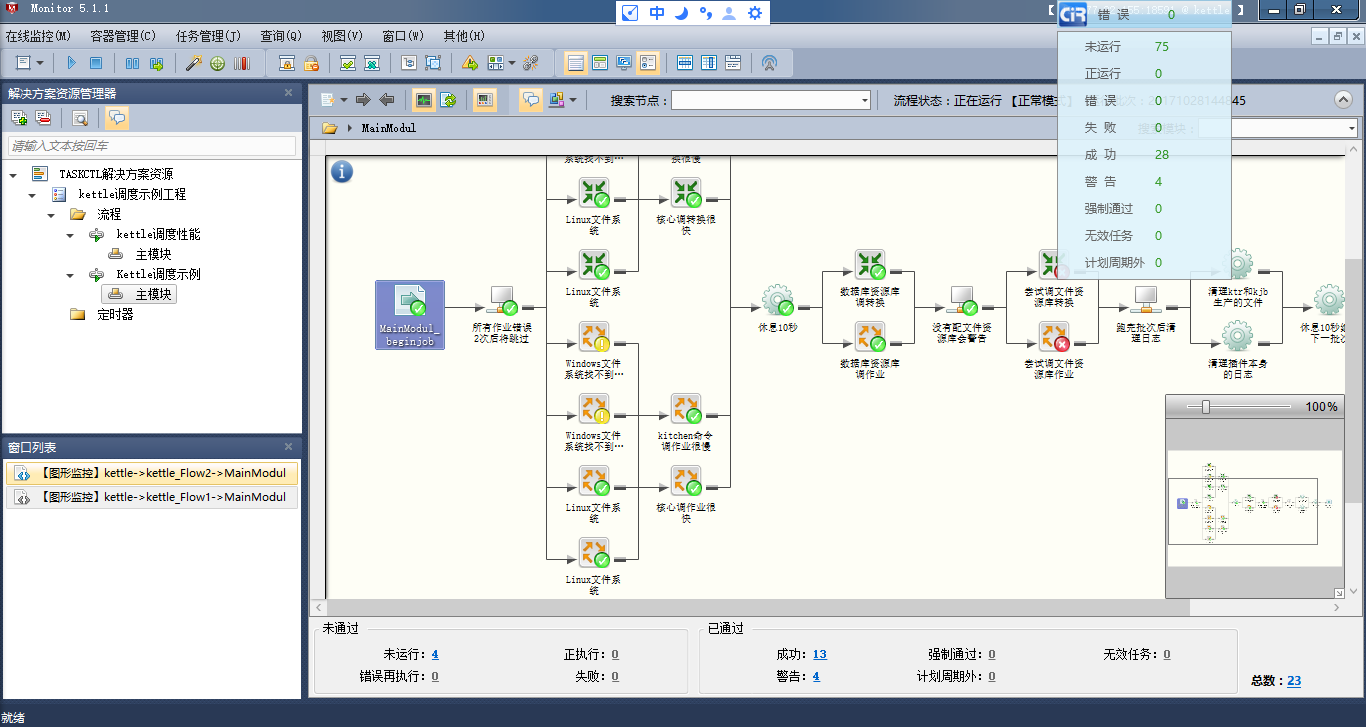 Monitor 5.1.1
中
在线监控(M) 容器管理(C) 任务管理(J) 查询(Q) 视图(V) 窗口(W) 其他(H)
CiR 错 误 0
未运行 75
正运行 0
错 误 0
失 败 0
成 功 28
警 告 4
强制通过 0
无效任务 0
计划周期外 0
解决方案资源管理器
请输入文本按回车
TASKCTL解决方案资源
kettle调度示例工程
流程
kettle调度性能
主模块
Kettle调度示例
主模块
定时器
窗口列表
【图形监控】kettle->kettle_Flow2->MainModul
【图形监控】kettle->kettle_Flow1->MainModul
搜索节点：
流程状态：正在运行 【正常模式】
批次：20171028144845
搜索模块：
MainModul
系统找不到…
换很慢
Linux文件系
统
核心调转换很
快
Linux文件系
统
MainModul_
beginjob
所有作业错误
2次后将跳过
Windows文件
系统找不到…
Windows文件
系统找不到…
kitchen命令
调作业很慢
Linux文件系
统
核心调作业很
快
Linux文件系
统
休息10秒
数据库资源库
调转换
数据库资源库
调作业
没有配文件资
源库会警告
尝试调文件资
源库转换
尝试调文件资
源库作业
跑完批次后清
理日志
清理ktr和kjb
生产的文件
清理插件本身
的日志
休息10秒
下一批次
100%
未通过
未运行：4 正执行：0
错误再执行：0 失败：0
已通过
成功：13 强制通过：0 无效任务：0
警告：4 计划周期外：0
总数：23
就绪